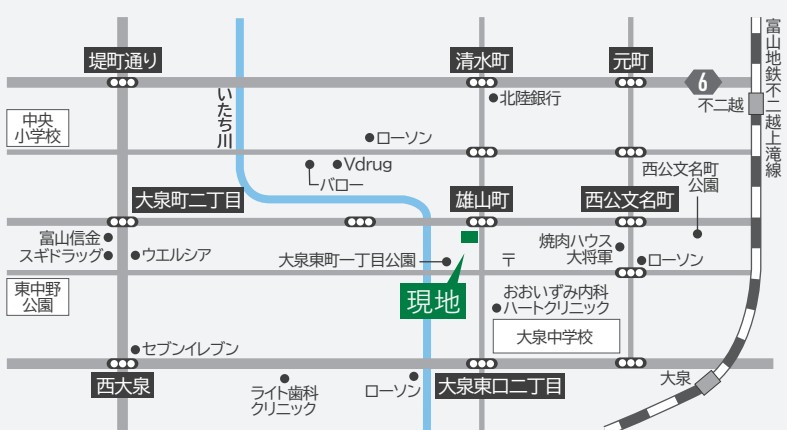 堤町通り
清水町
元町
6
富山地鉄不二越上滝線
いたち川
北陸銀行
不二越
中央
小学校
ローソン
Vdrug
バロー
西公文名町
公園
大泉町二丁目
雄山町
西公文名町
富山信金
スギドラッグ
ウエルシア
大泉東町一丁目公園
〒
焼肉ハウス
大将軍
ローソン
東中野
公園
現地
おおいずみ内科
ハートクリニック
大泉中学校
セブンイレブン
西大泉
ライト歯科
クリニック
ローソン
大泉東口二丁目
大泉